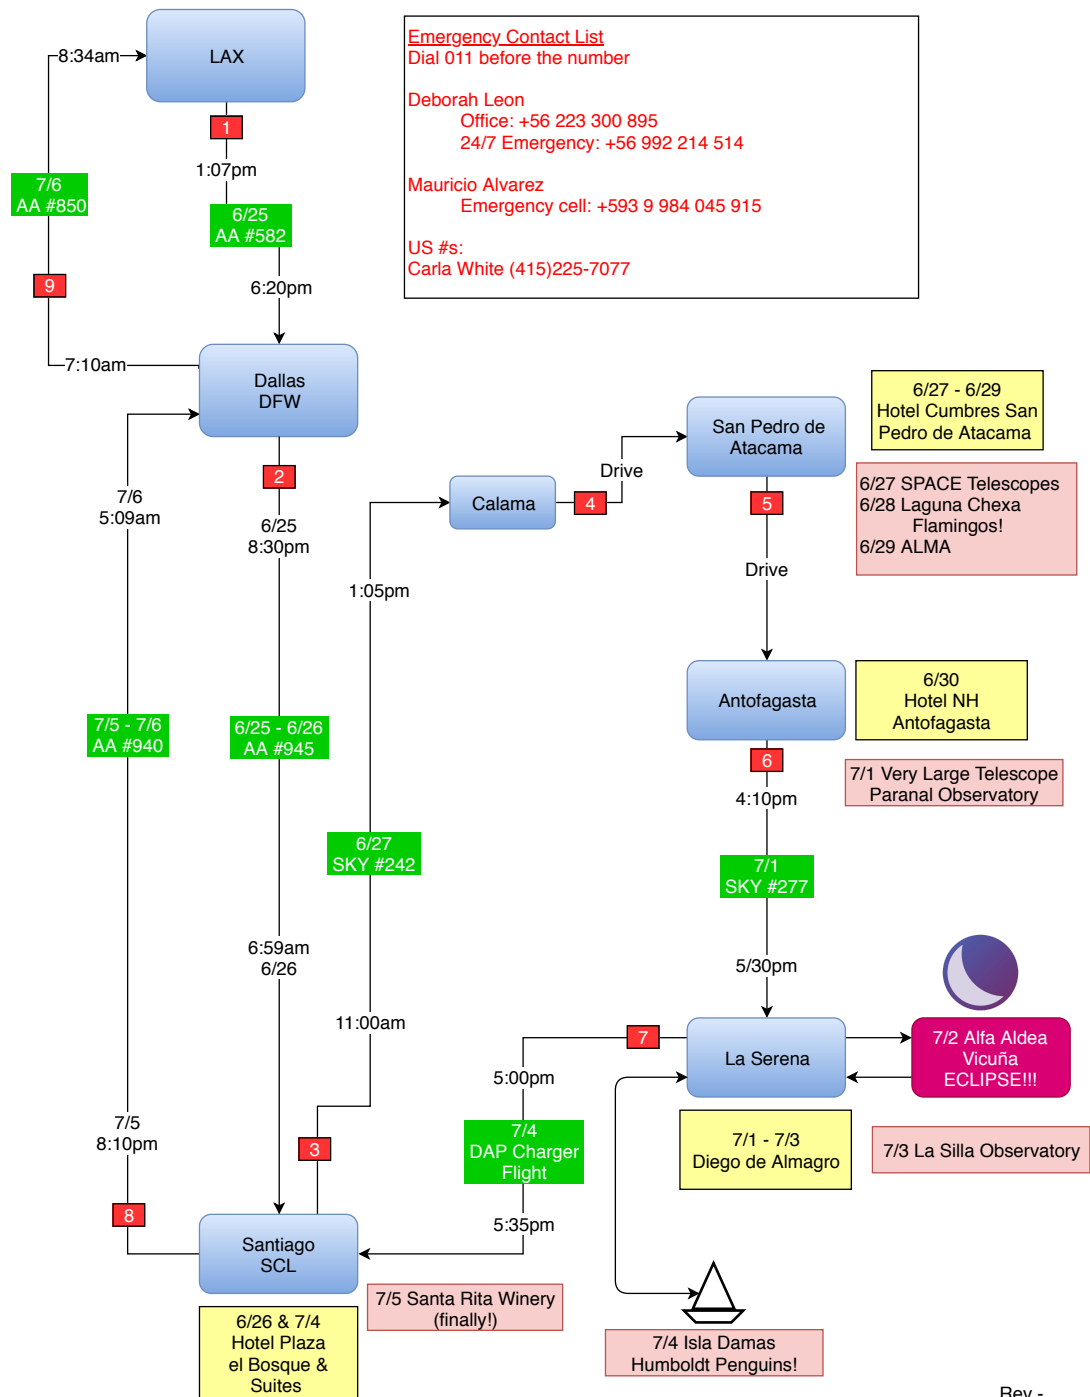 LAX
8:34am
1
1:07pm
7/6
AA #850
6/25
AA #582
9
6:20pm
7:10am
Emergency Contact List
Dial 011 before the number
Deborah Leon
Office: +56 223 300 895
24/7 Emergency: +56 992 214 514
Mauricio Alvarez
Emergency cell: +593 9 984 045 915
US #s:
Carla White (415)225-7077
Dallas
DFW
2
7/6
5:09am
6/25
8:30pm
Calama
4
Drive
San Pedro de
Atacama
6/27 - 6/29
Hotel Cumbres San
Pedro de Atacama
5
6/27 SPACE Telescopes
6/28 Laguna Chexa
Flamingos!
6/29 ALMA
1:05pm
Drive
Antofagasta
6/30
Hotel NH
Antofagasta
7/5 - 7/6
AA #940
6/25 - 6/26
AA #945
6
7/1 Very Large Telescope
Paranal Observatory
4:10pm
6/27
SKY #242
7/1
SKY #277
6:59am
6/26
5/30pm
11:00am
7
La Serena
7/2 Alfa Aldea
Vicuña
ECLIPSE!!!
5:00pm
7/5
8:10pm
3
7/4
DAP Charger
Flight
7/1 - 7/3
Diego de Almagro
7/3 La Silla Observatory
8
5:35pm
Santiago
SCL
7/5 Santa Rita Winery
(finally!)
6/26 & 7/4
Hotel Plaza
el Bosque &
Suites
7/4 Isla Damas
Humboldt Penguins!
Rev -